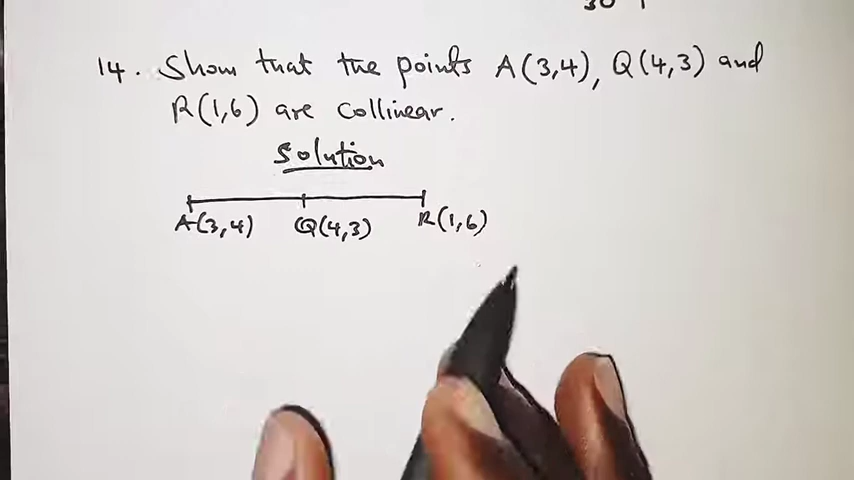 14. Show that the points A(3,4), Q(4,3) and
R(1,6) are collinear.
Solution
A(3,4) Q(4,3) R(1,6)